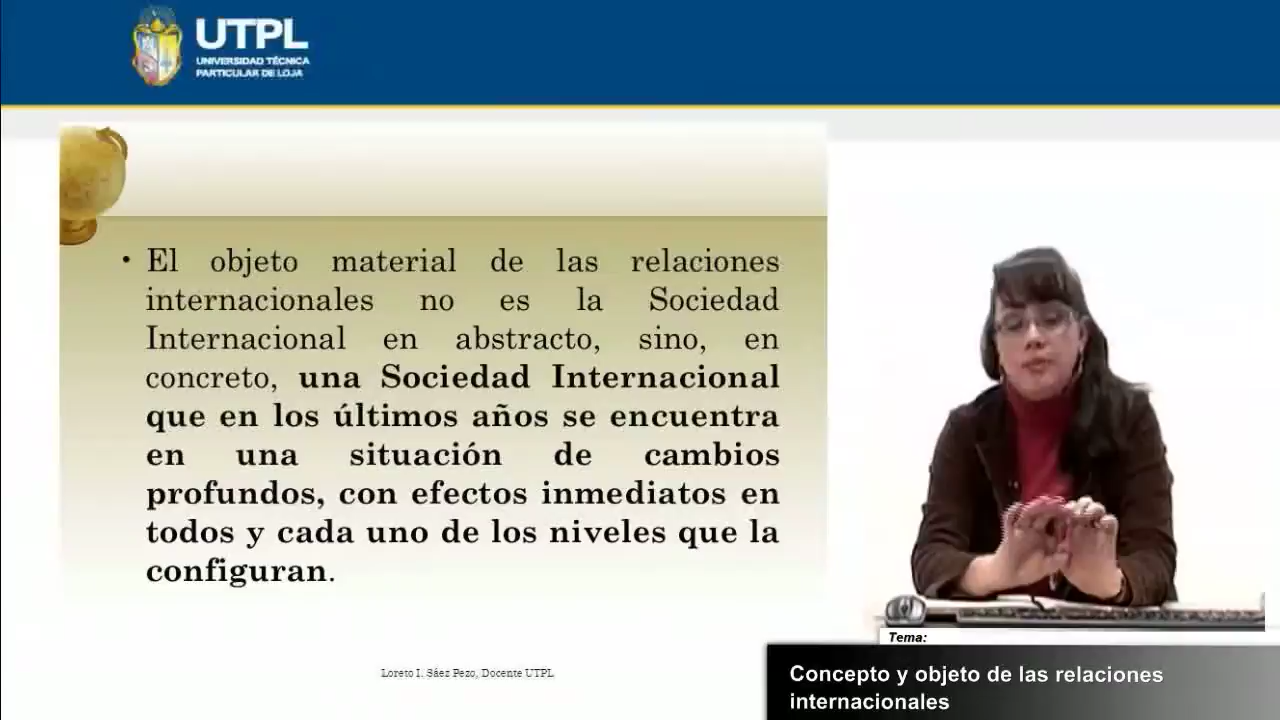 UTPL
UNIVERSIDAD TÉCNICA
PARTICULAR DE LOJA
• El objeto material de las relaciones
internacionales no es la Sociedad
Internacional en abstracto, sino, en
concreto, una Sociedad Internacional
que en los últimos años se encuentra
en una situación de cambios
profundos, con efectos inmediatos en
todos y cada uno de los niveles que la
configuran.
Loreto I. Sáez Pezo, Docente UTPL
Tema:
Concepto y objeto de las relaciones
internacionales